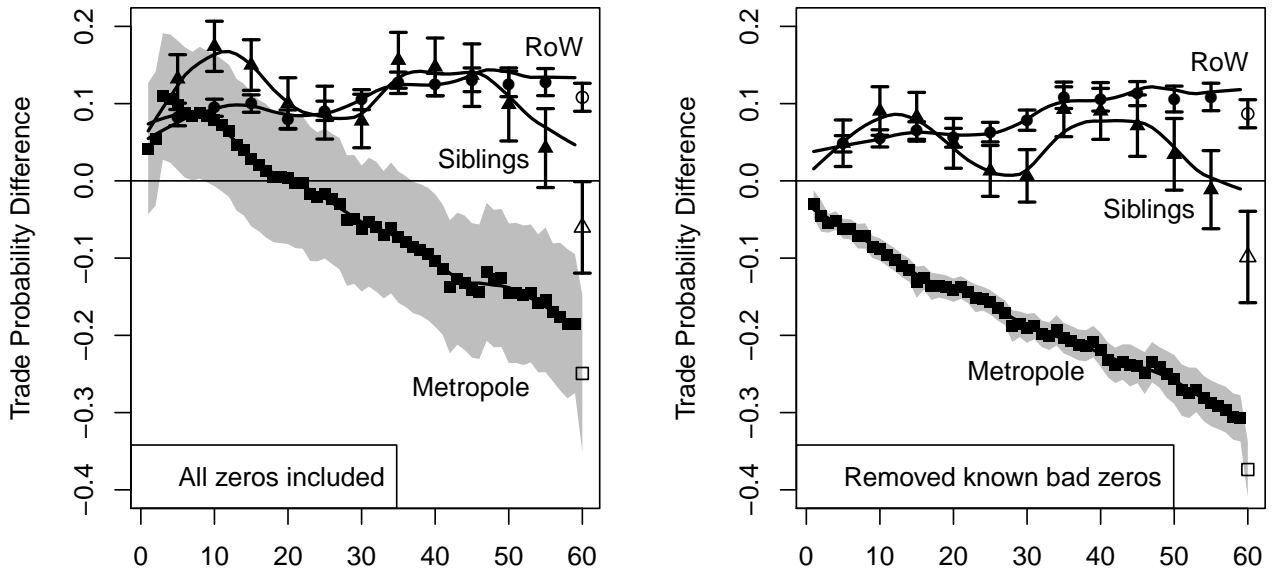 Trade Probability Difference
0.2
0.1
0.0
−0.1
−0.2
−0.3
−0.4
RoW
Siblings
Metropole
All zeros included
0 10 20 30 40 50 60
Trade Probability Difference
0.2
0.1
0.0
−0.1
−0.2
−0.3
−0.4
RoW
Siblings
Metropole
Removed known bad zeros
0 10 20 30 40 50 60